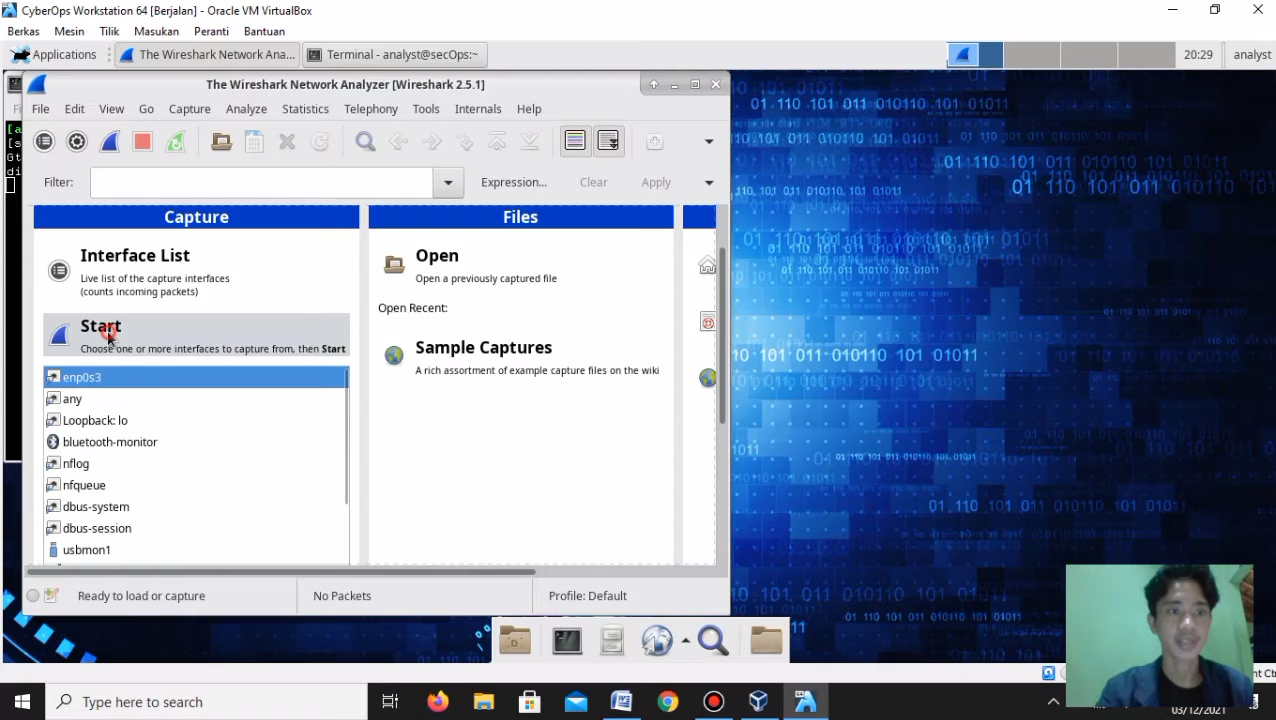 CyberOps Workstation 64 [Berjalan] - Oracle VM VirtualBox
Berkas Mesin Tilik Masukan Peranti Bantuan
Applications The Wireshark Network Ana... Terminal - analyst@secOps:~ 20:29 analyst
The Wireshark Network Analyzer [Wireshark 2.5.1]
File Edit View Go Capture Analyze Statistics Telephony Tools Internals Help
Filter: Expression... Clear Apply
Capture Files
Interface List
Live list of the capture interfaces
(counts incoming packets)
Start
Choose one or more interfaces to capture from, then Start
enp0s3
any
Loopback: lo
bluetooth-monitor
nflog
nfqueue
dbus-system
dbus-session
usbmon1
Open
Open a previously captured file
Open Recent:
Sample Captures
A rich assortment of example capture files on the wiki
Ready to load or capture No Packets Profile: Default
Type here to search
03/12/2021